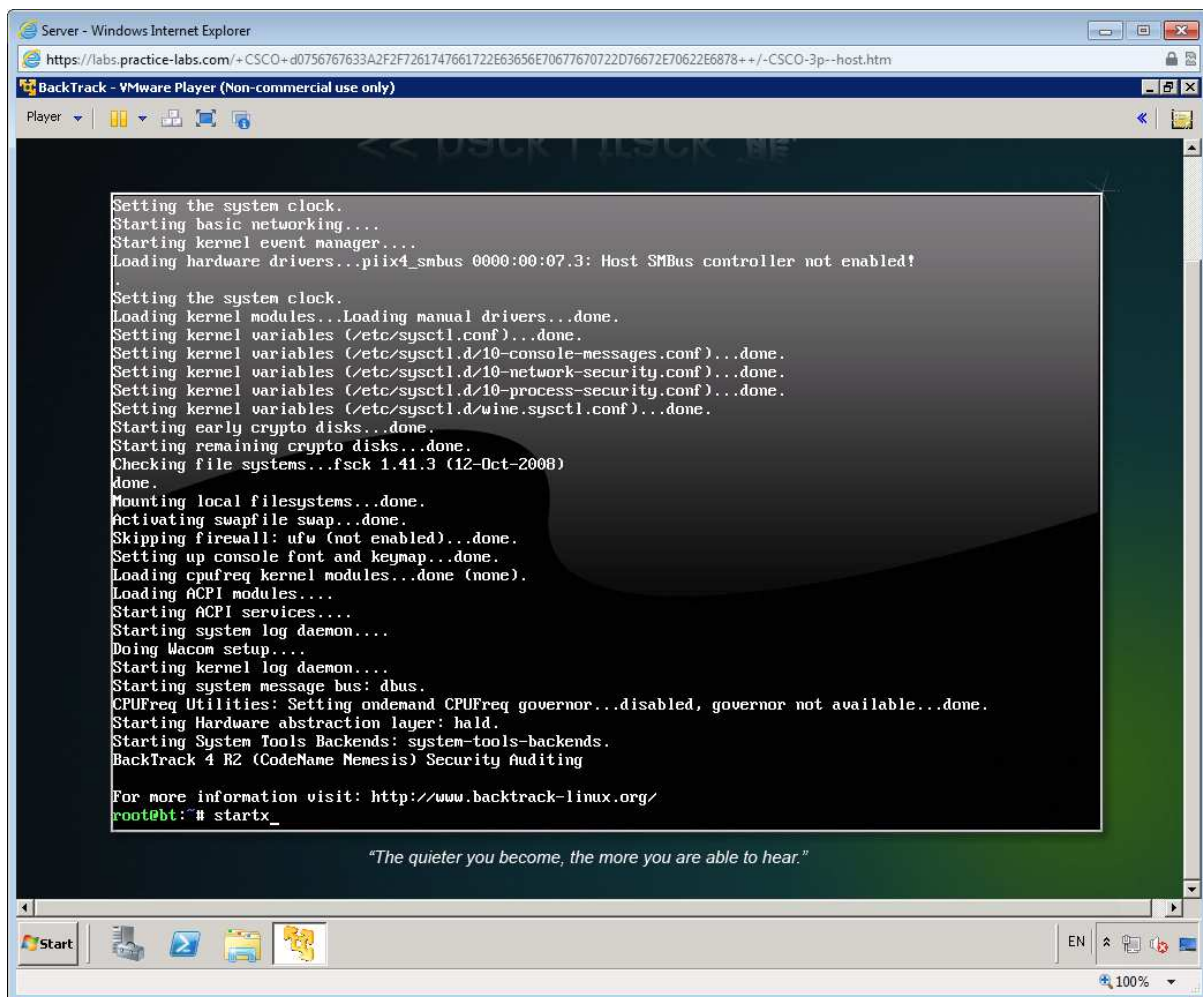 Server - Windows Internet Explorer
https://labs.practice-labs.com/+CSCO+d0756767633A2F2F7261747661722E63656E70677670722D76672E70622E6878++/-CSCO-3p--host.htm
BackTrack - VMware Player (Non-commercial use only)
Player
<< back | track
Setting the system clock.
Starting basic networking....
Starting kernel event manager....
Loading hardware drivers...piix4_smbus 0000:00:07.3: Host SMBus controller not enabled!
.
Setting the system clock.
Loading kernel modules...Loading manual drivers...done.
Setting kernel variables (/etc/sysctl.conf)...done.
Setting kernel variables (/etc/sysctl.d/10-console-messages.conf)...done.
Setting kernel variables (/etc/sysctl.d/10-network-security.conf)...done.
Setting kernel variables (/etc/sysctl.d/10-process-security.conf)...done.
Setting kernel variables (/etc/sysctl.d/wine.sysctl.conf)...done.
Starting early crypto disks...done.
Starting remaining crypto disks...done.
Checking file systems...fsck 1.41.3 (12-Oct-2008)
done.
Mounting local filesystems...done.
Activating swapfile swap...done.
Skipping firewall: ufw (not enabled)...done.
Setting up console font and keymap...done.
Loading cpufreq kernel modules...done (none).
Loading ACPI modules....
Starting ACPI services....
Starting system log daemon....
Doing Wacom setup....
Starting kernel log daemon....
Starting system message bus: dbus.
CPUFreq Utilities: Setting ondemand CPUFreq governor...disabled, governor not available...done.
Starting Hardware abstraction layer: hald.
Starting System Tools Backends: system-tools-backends.
BackTrack 4 R2 (CodeName Nemesis) Security Auditing
For more information visit: http://www.backtrack-linux.org/
root@bt:~# startx_
“The quieter you become, the more you are able to hear.”
Start
EN
100%